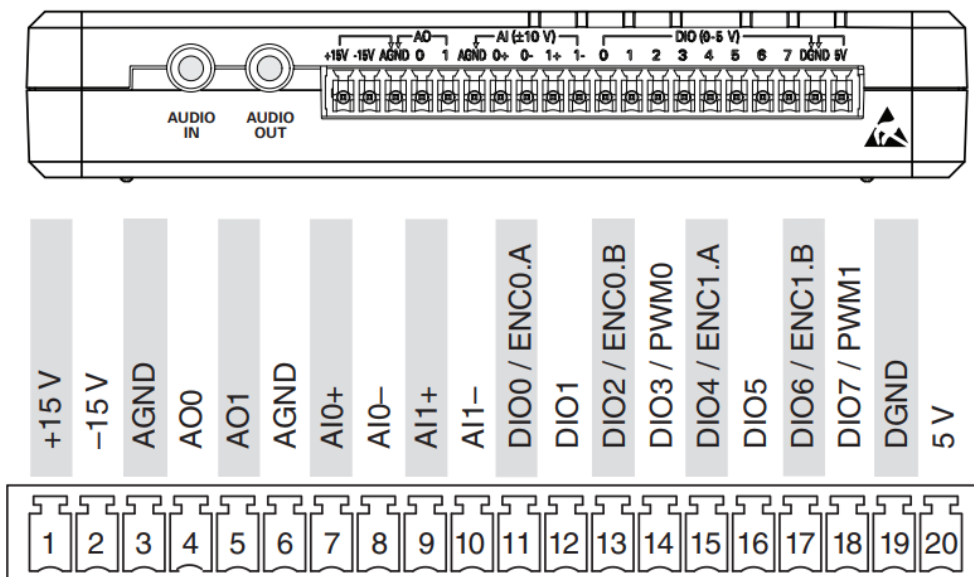 AO AI (±10 V) DIO (0-5 V)
+15V -15V AGND 0 1 AGND 0+ 0- 1+ 1- 0 1 2 3 4 5 6 7 DGND 5V
AUDIO IN
AUDIO OUT
+15 V
–15 V
AGND
AO0
AO1
AGND
AI0+
AI0–
AI1+
AI1–
DIO0 / ENC0.A
DIO1
DIO2 / ENC0.B
DIO3 / PWM0
DIO4 / ENC1.A
DIO5
DIO6 / ENC1.B
DIO7 / PWM1
DGND
5 V
1 2 3 4 5 6 7 8 9 10 11 12 13 14 15 16 17 18 19 20